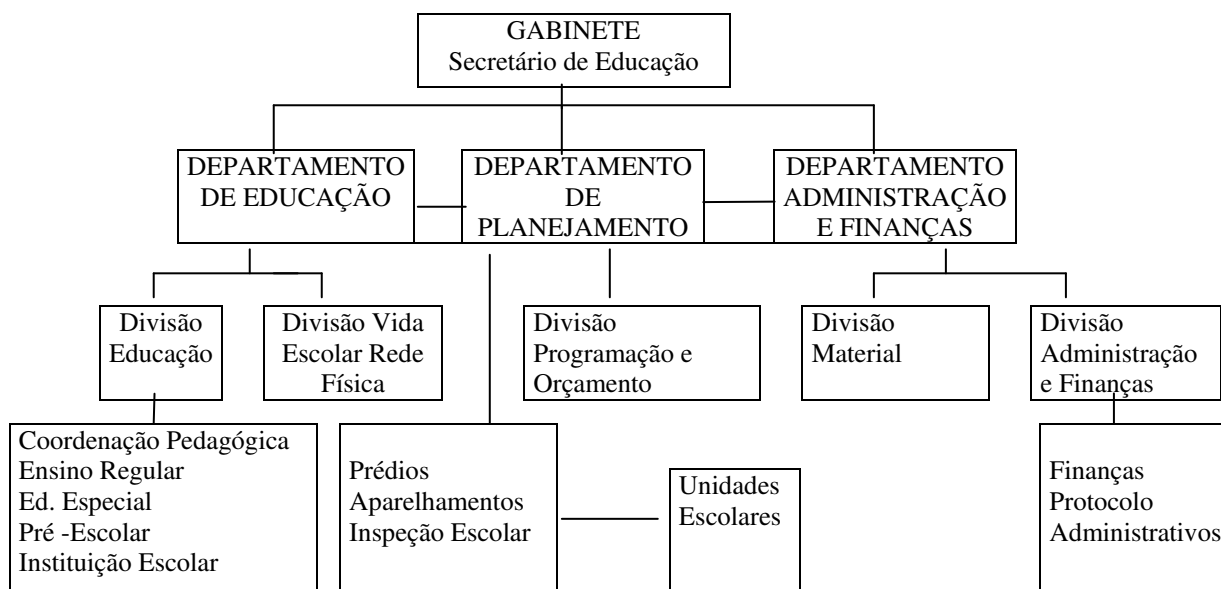 GABINETE
Secretário de Educação
DEPARTAMENTO
DE EDUCAÇÃO
DEPARTAMENTO
DE
PLANEJAMENTO
DEPARTAMENTO
ADMINISTRAÇÃO
E FINANÇAS
Divisão
Educação
Divisão Vida
Escolar Rede
Física
Divisão
Programação e
Orçamento
Divisão
Material
Divisão
Administração
e Finanças
Coordenação Pedagógica
Ensino Regular
Ed. Especial
Pré -Escolar
Instituição Escolar
Prédios
Aparelhamentos
Inspeção Escolar
Unidades
Escolares
Finanças
Protocolo
Administrativos